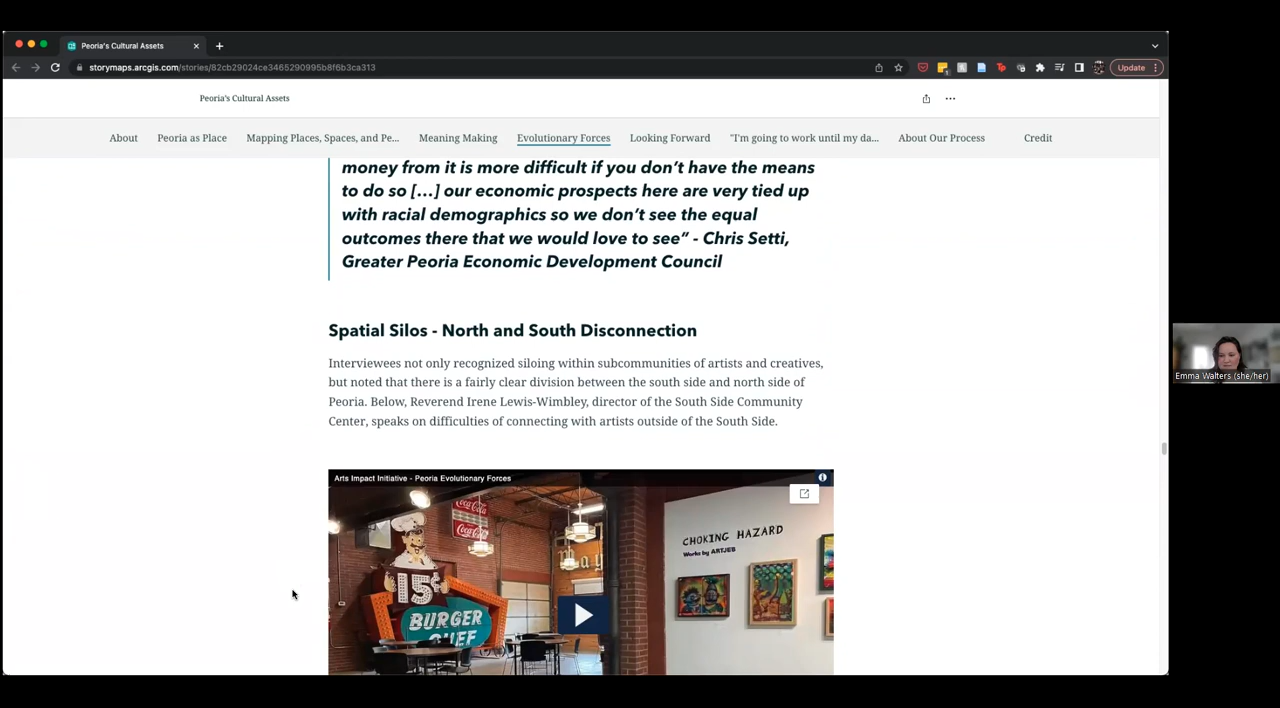 Peoria's Cultural Assets
storymaps.arcgis.com/stories/82cb29024ce3465290995b8f6b3ca313
Update
Peoria's Cultural Assets
About
Peoria as Place
Mapping Places, Spaces, and Pe...
Meaning Making
Evolutionary Forces
Looking Forward
"I'm going to work until my da...
About Our Process
Credit
money from it is more difficult if you don't have the means
to do so [...] our economic prospects here are very tied up
with racial demographics so we don't see the equal
outcomes there that we would love to see" - Chris Setti,
Greater Peoria Economic Development Council
Spatial Silos - North and South Disconnection
Interviewees not only recognized siloing within subcommunities of artists and creatives,
but noted that there is a fairly clear division between the south side and north side of
Peoria. Below, Reverend Irene Lewis-Wimbley, director of the South Side Community
Center, speaks on difficulties of connecting with artists outside of the South Side.
Arts Impact Initiative - Peoria Evolutionary Forces
Coca-Cola
Coca-Cola
15¢
BURGER
CHEF
CHOKING HAZARD
Works by ARTJEB
Emma Walters (she/her)